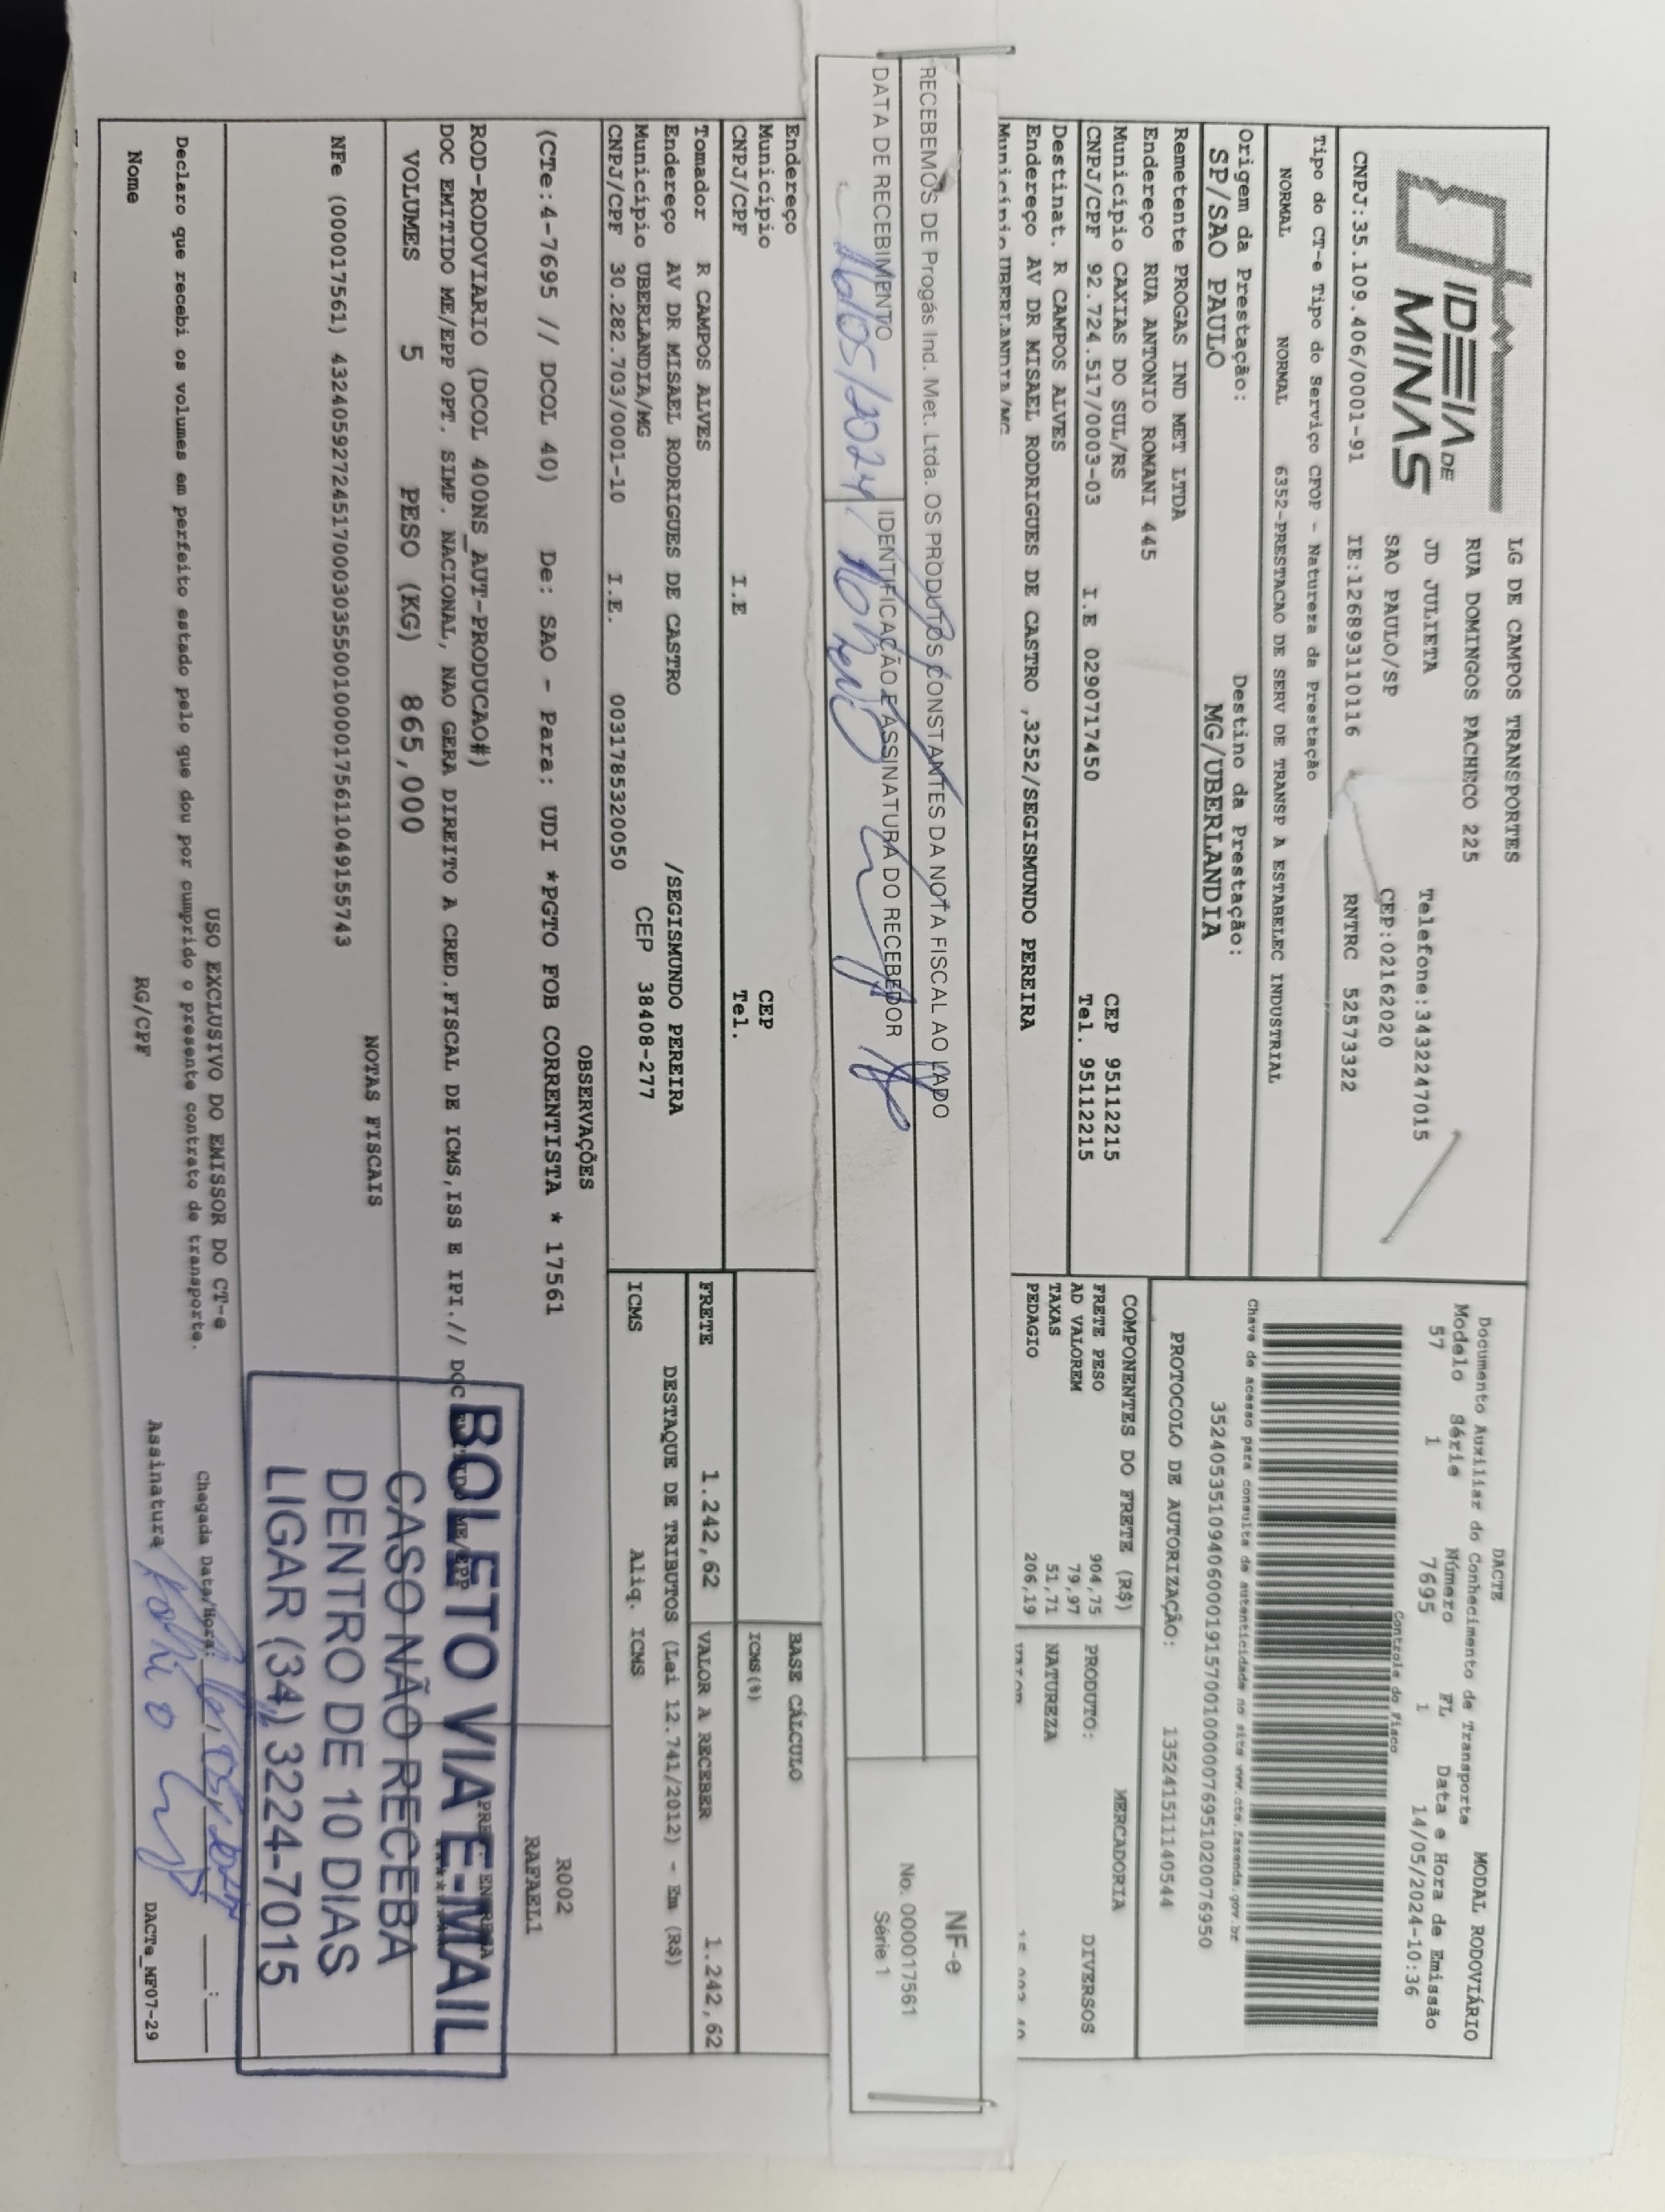 IDEIA DE
MINAS
LG DE CAMPOS TRANSPORTES
RUA DOMINGOS PACHECO 225
JD JULIETA
Telefone:3432247015
SAO PAULO/SP
CEP:02162020
CNPJ:35.109.406/0001-91
IE:126893110116
RNTRC 52573322
DACTE
MODAL RODOVIÁRIO
Documento Auxiliar do Conhecimento de Transporte
Modelo Série Número FL Data e Hora de Emissão
57 1 7695 1 14/05/2024-10:36
Controle do Fisco
Chave de acesso para consulta de autenticidade no site www.cte.fazenda.gov.br
35240535109406000191570010000076951020076950
PROTOCOLO DE AUTORIZAÇÃO: 135241511140544
Tipo do CT-e Tipo do Serviço CFOP - Natureza da Prestação
NORMAL NORMAL 6352-PRESTACAO DE SERV DE TRANSP A ESTABELEC INDUSTRIAL
Origem da Prestação: Destino da Prestação:
SP/SAO PAULO MG/UBERLANDIA
Remetente PROGAS IND MET LTDA
Endereço RUA ANTONIO ROMANI 445
Município CAXIAS DO SUL/RS CEP 95112215
CNPJ/CPF 92.724.517/0003-03 I.E 0290717450 Tel. 95112215
Destinat. R CAMPOS ALVES
Endereço AV DR MISAEL RODRIGUES DE CASTRO ,3252/SEGISMUNDO PEREIRA
Município UBERLANDIA/MG
COMPONENTES DO FRETE (R$)
FRETE PESO 904,75
AD VALOREM 79,97
TAXAS 51,71
PEDAGIO 206,19
MERCADORIA
PRODUTO: DIVERSOS
NATUREZA
RECEBEMOS DE Progás Ind. Met. Ltda. OS PRODUTOS CONSTANTES DA NOTA FISCAL AO LADO
DATA DE RECEBIMENTO
IDENTIFICAÇÃO E ASSINATURA DO RECEBEDOR
NF-e
No. 000017561
Série 1
Endereço
Município CEP
CNPJ/CPF I.E Tel.
BASE CÁLCULO
ICMS(%)
Tomador R CAMPOS ALVES
Endereço AV DR MISAEL RODRIGUES DE CASTRO /SEGISMUNDO PEREIRA
Município UBERLANDIA/MG CEP 38408-277
CNPJ/CPF 30.282.703/0001-10 I.E. 0031785320050
FRETE 1.242,62 VALOR A RECEBER 1.242,62
DESTAQUE DE TRIBUTOS (Lei 12.741/2012) - Em (R$)
ICMS Aliq. ICMS
OBSERVAÇÕES
(CTe:4-7695 // DCOL 40) De: SAO - Para: UDI *PGTO FOB CORRENTISTA * 17561
R002
RAFAEL1
ROD-RODOVIARIO (DCOL 400NS_AUT-PRODUCAO#)
DOC EMITIDO ME/EPP OPT. SIMP. NACIONAL, NAO GERA DIREITO A CRED.FISCAL DE ICMS,ISS E IPI.// DOC EMITIDO ME/EPP
VOLUMES 5 PESO (KG) 865,000
NOTAS FISCAIS
NFe (000017561) 43240592724517000303550010000175611049155743
BOLETO VIA E-MAIL
CASO NÃO RECEBA
DENTRO DE 10 DIAS
LIGAR (34) 3224-7015
USO EXCLUSIVO DO EMISSOR DO CT-e
Declaro que recebi os volumes em perfeito estado pelo que dou por cumprido o presente contrato de transporte.
Chegada Data/Hora:
Nome RG/CPF Assinatura
DACTe_MF07-29